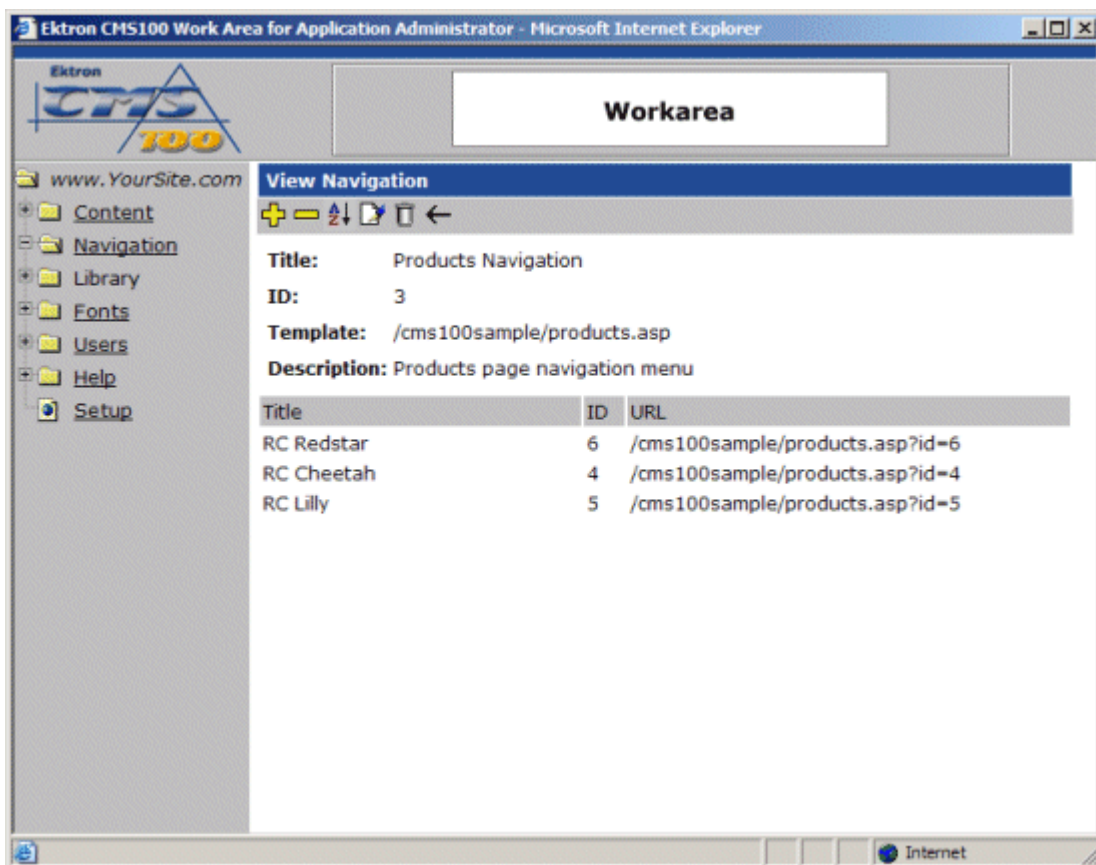 Ektron CMS100 Work Area for Application Administrator - Microsoft Internet Explorer
Ektron
CMS
100
Workarea
www.YourSite.com
Content
Navigation
Library
Fonts
Users
Help
Setup
View Navigation
Title: Products Navigation
ID: 3
Template: /cms100sample/products.asp
Description: Products page navigation menu
Title ID URL
RC Redstar 6 /cms100sample/products.asp?id=6
RC Cheetah 4 /cms100sample/products.asp?id=4
RC Lilly 5 /cms100sample/products.asp?id=5
Internet